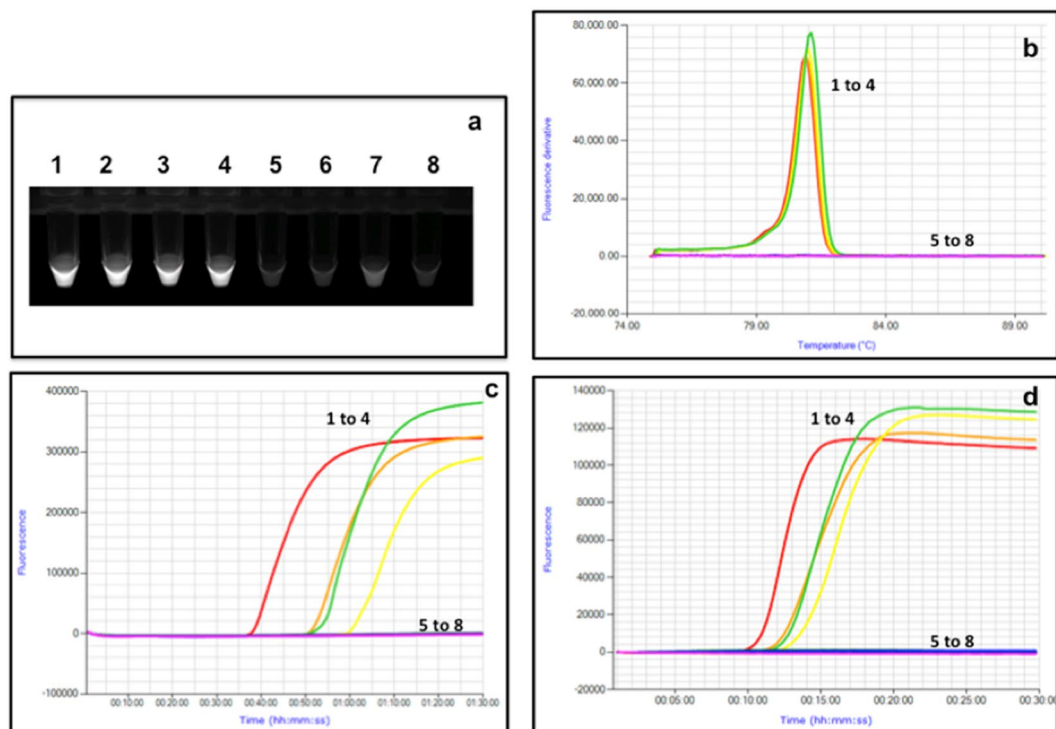 a
1 2 3 4 5 6 7 8
b
80.000.00
60.000.00
40.000.00
20.000.00
0.00
-20.000.00
Fluorescence derivative
1 to 4
5 to 8
74.00 79.00 84.00 89.00
Temperature (°C)
c
400000
300000
200000
100000
0
-100000
Fluorescence
1 to 4
5 to 8
00:10:00 00:20:00 00:30:00 00:40:00 00:50:00 01:00:00 01:10:00 01:20:00 01:30:00
Time (hh:mm:ss)
d
140000
120000
100000
80000
60000
40000
20000
0
-20000
Fluorescence
1 to 4
5 to 8
00:05:00 00:10:00 00:15:00 00:20:00 00:25:00 00:30:00
Time (hh:mm:ss)